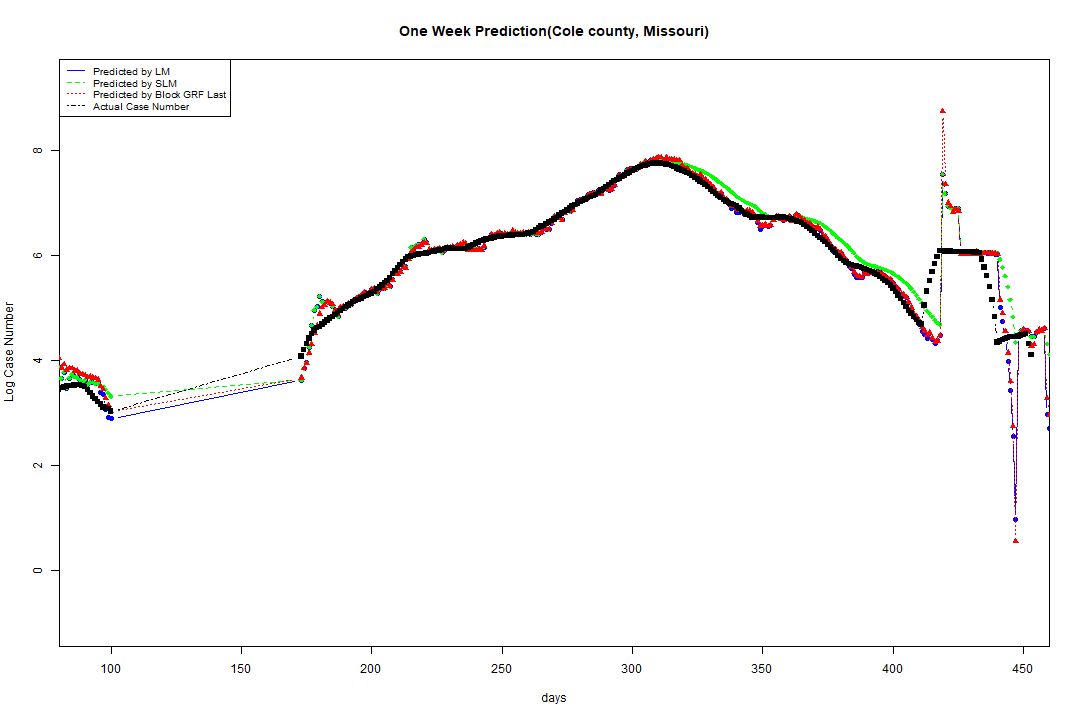 One Week Prediction(Cole county, Missouri)
Predicted by LM
Predicted by SLM
Predicted by Block GRF Last
Actual Case Number
Log Case Number
8
6
4
2
0
100 150 200 250 300 350 400 450
days